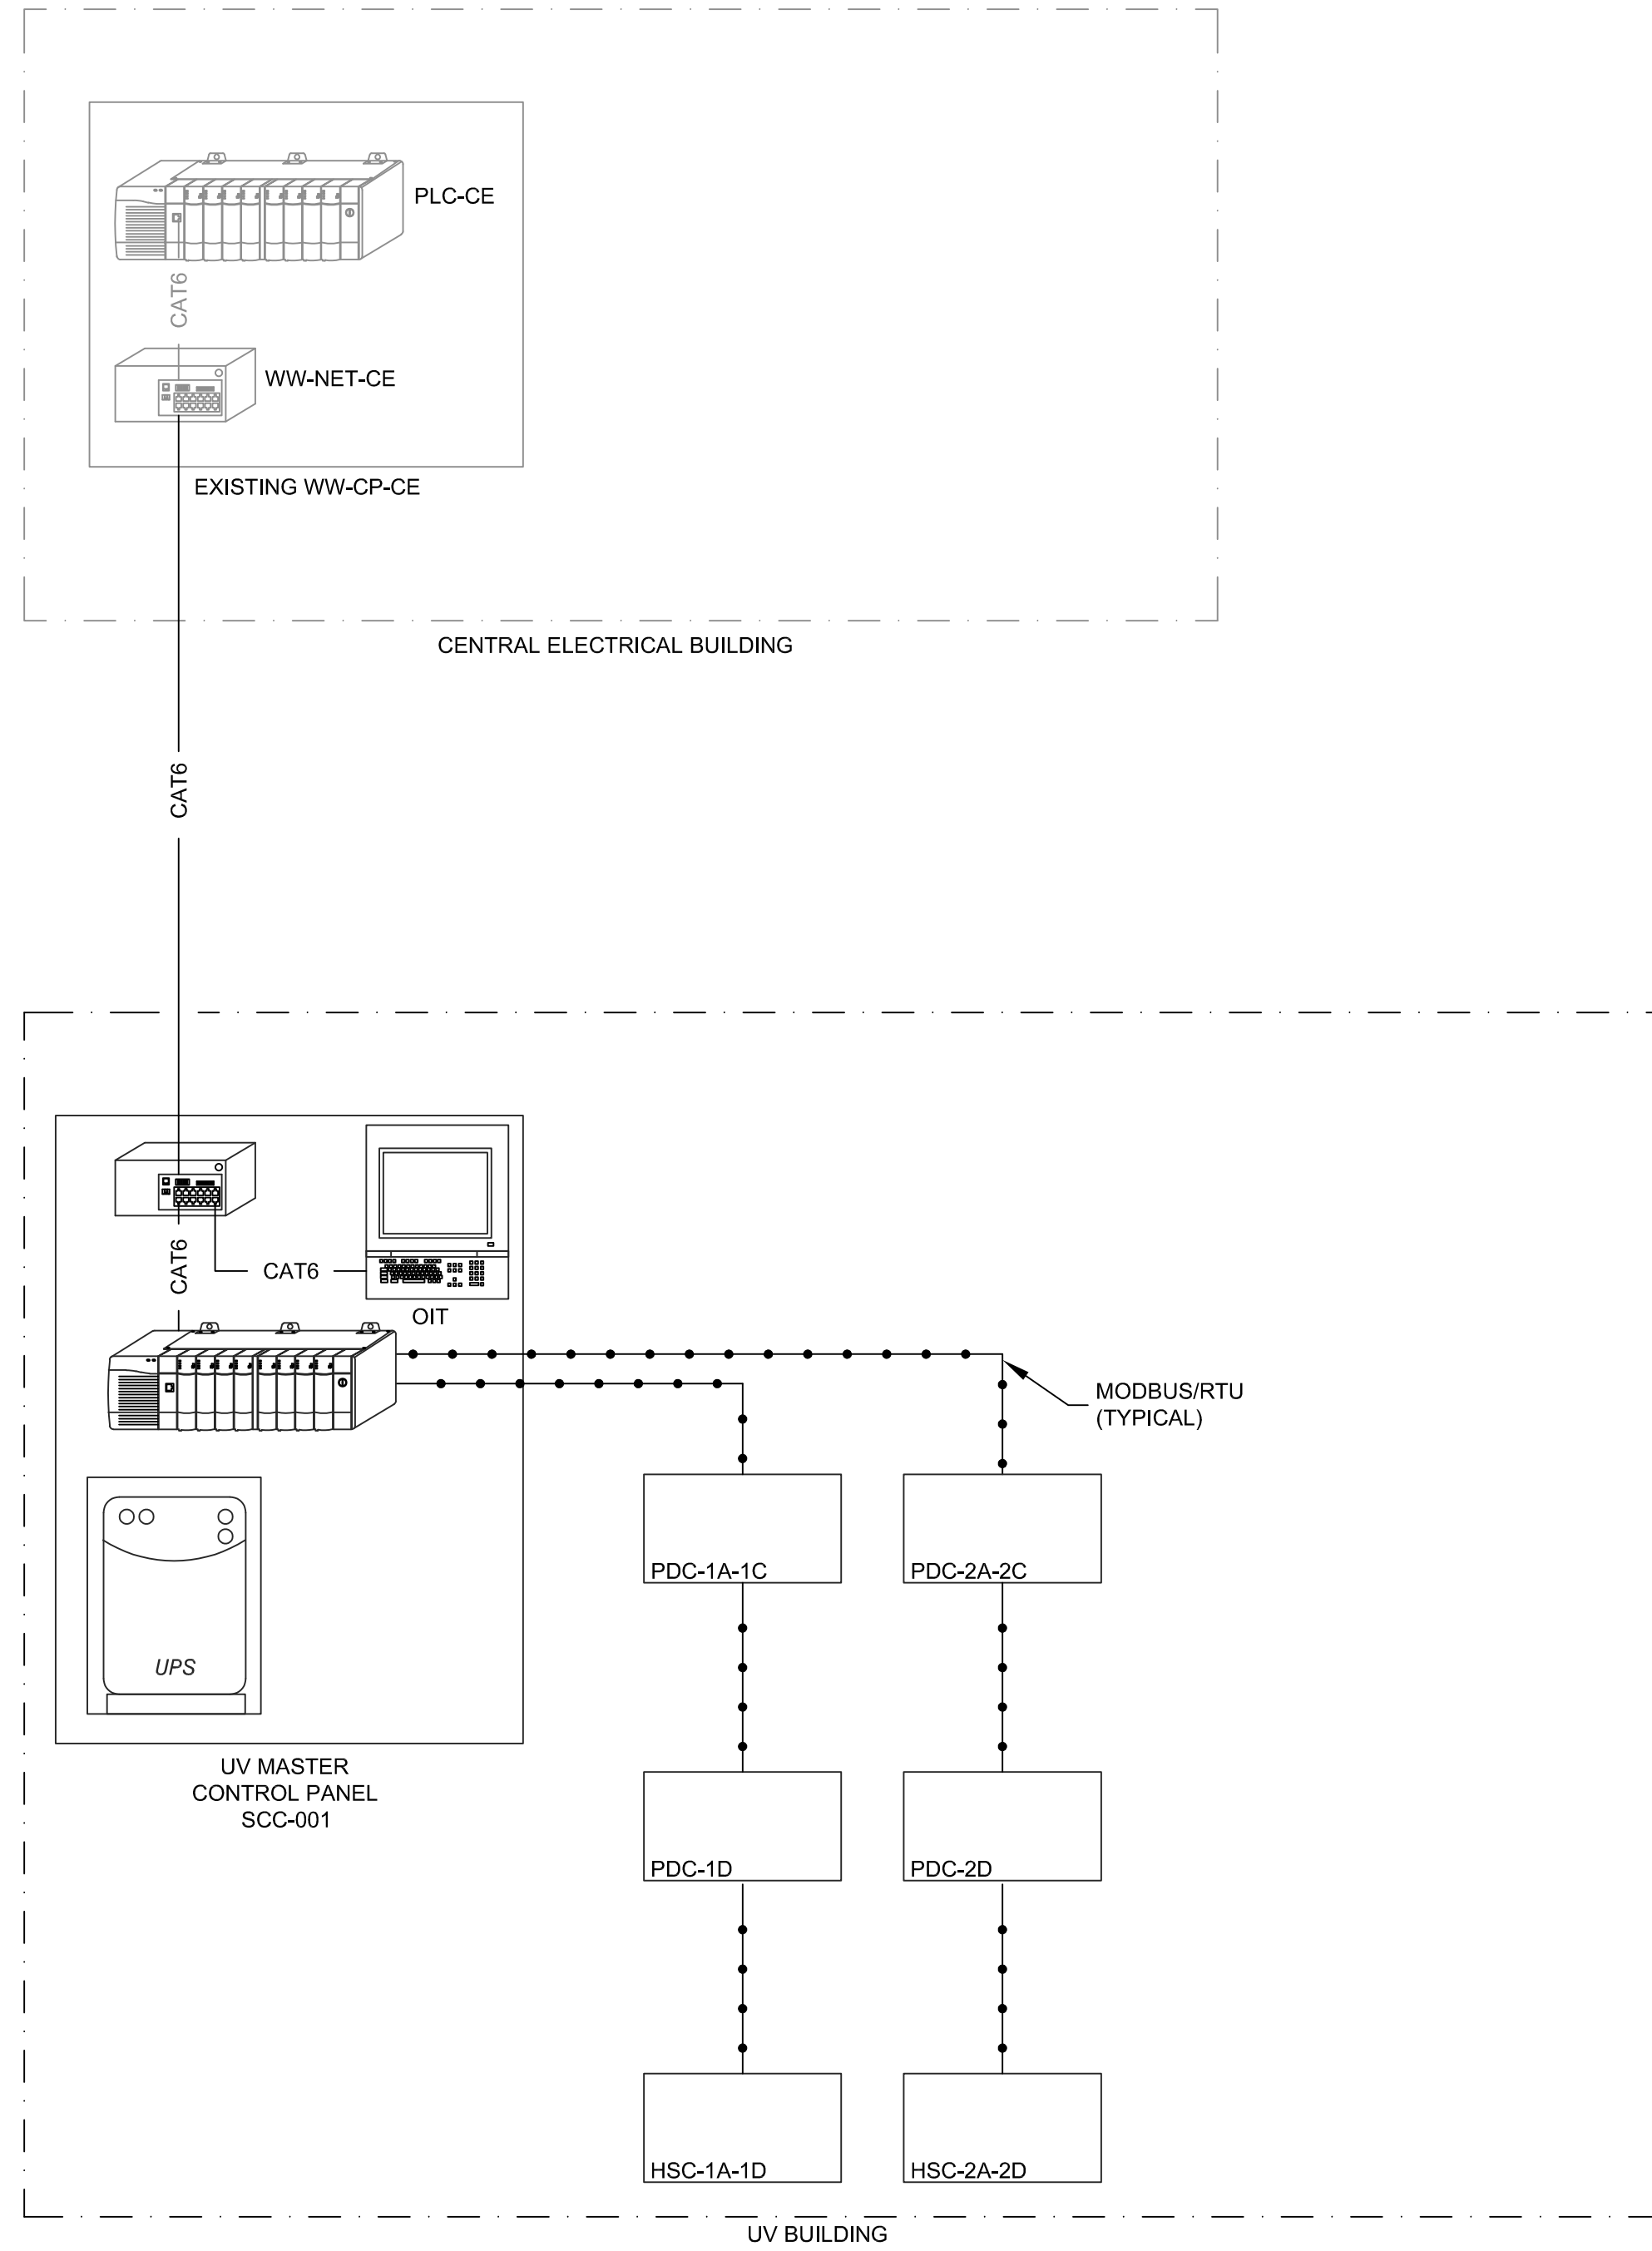 PLC-CE
CAT6
WW-NET-CE
EXISTING WW-CP-CE
CENTRAL ELECTRICAL BUILDING
CAT6
CAT6
CAT6
OIT
MODBUS/RTU
(TYPICAL)
PDC-1A-1C
PDC-2A-2C
UPS
UV MASTER
CONTROL PANEL
SCC-001
PDC-1D
PDC-2D
HSC-1A-1D
HSC-2A-2D
UV BUILDING